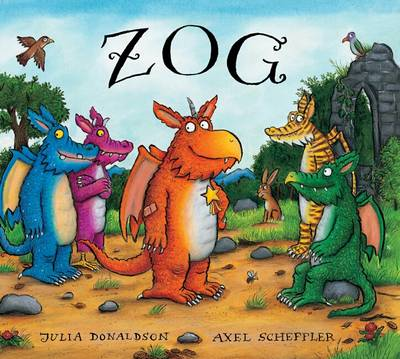 ZOG
JULIA DONALDSON AXEL SCHEFFLER